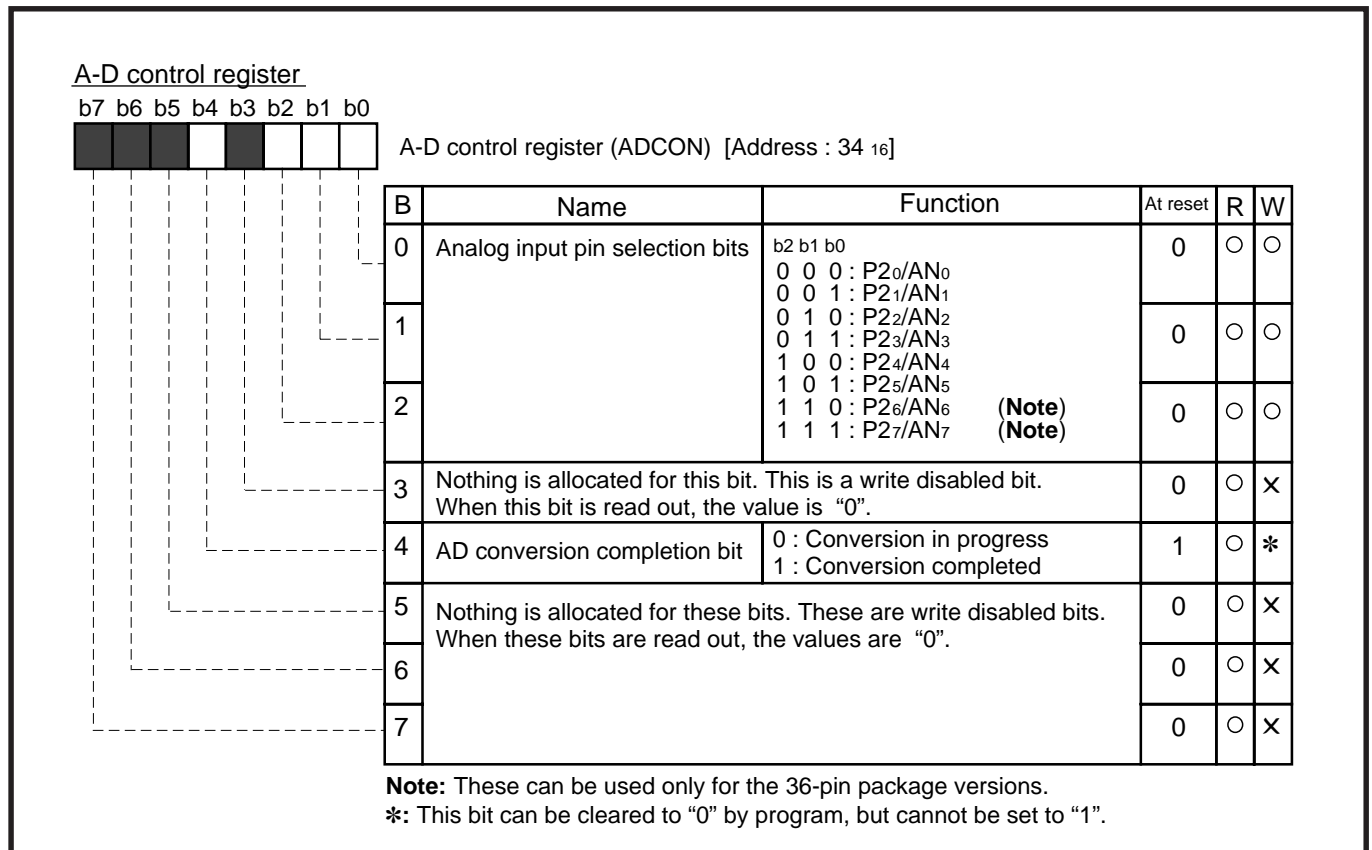 A-D control register
b7 b6 b5 b4 b3 b2 b1 b0
A-D control register (ADCON) [Address : 34 16]
B Name Function At reset R W
0 Analog input pin selection bits b2 b1 b0 0 ○ ○
0 0 0 : P20/AN0
0 0 1 : P21/AN1
0 1 0 : P22/AN2
1 0 ○ ○
0 1 1 : P23/AN3
1 0 0 : P24/AN4
1 0 1 : P25/AN5
2 0 ○ ○
1 1 0 : P26/AN6 (Note)
1 1 1 : P27/AN7 (Note)
3 Nothing is allocated for this bit. This is a write disabled bit. 0 ○ ×
When this bit is read out, the value is “0”.
4 AD conversion completion bit 0 : Conversion in progress 1 ○ ✻
1 : Conversion completed
5 Nothing is allocated for these bits. These are write disabled bits. 0 ○ ×
When these bits are read out, the values are “0”.
6 0 ○ ×
7 0 ○ ×
Note: These can be used only for the 36-pin package versions.
✻: This bit can be cleared to “0” by program, but cannot be set to “1”.